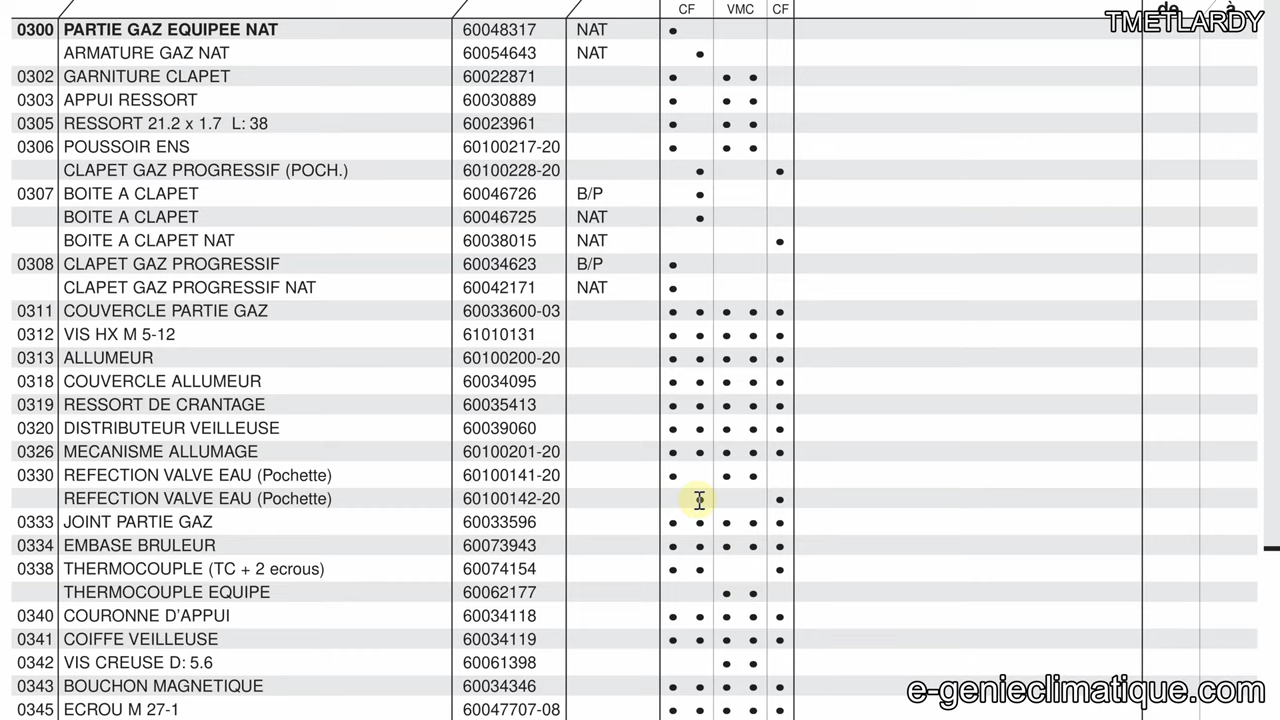 CF VMC CF de à
TMETLARDY
0300 PARTIE GAZ EQUIPEE NAT 60048317 NAT •
ARMATURE GAZ NAT 60054643 NAT •
0302 GARNITURE CLAPET 60022871 • • •
0303 APPUI RESSORT 60030889 • • •
0305 RESSORT 21.2 x 1.7 L: 38 60023961 • • •
0306 POUSSOIR ENS 60100217-20 • • •
CLAPET GAZ PROGRESSIF (POCH.) 60100228-20 • •
0307 BOITE A CLAPET 60046726 B/P •
BOITE A CLAPET 60046725 NAT •
BOITE A CLAPET NAT 60038015 NAT •
0308 CLAPET GAZ PROGRESSIF 60034623 B/P •
CLAPET GAZ PROGRESSIF NAT 60042171 NAT •
0311 COUVERCLE PARTIE GAZ 60033600-03 • • • • •
0312 VIS HX M 5-12 61010131 • • • • •
0313 ALLUMEUR 60100200-20 • • • • •
0318 COUVERCLE ALLUMEUR 60034095 • • • • •
0319 RESSORT DE CRANTAGE 60035413 • • • • •
0320 DISTRIBUTEUR VEILLEUSE 60039060 • • • • •
0326 MECANISME ALLUMAGE 60100201-20 • • • • •
0330 REFECTION VALVE EAU (Pochette) 60100141-20 • • •
REFECTION VALVE EAU (Pochette) 60100142-20 • •
0333 JOINT PARTIE GAZ 60033596 • • • • •
0334 EMBASE BRULEUR 60073943 • • • • •
0338 THERMOCOUPLE (TC + 2 ecrous) 60074154 • • •
THERMOCOUPLE EQUIPE 60062177 • •
0340 COURONNE D'APPUI 60034118 • • • • •
0341 COIFFE VEILLEUSE 60034119 • • • • •
0342 VIS CREUSE D: 5.6 60061398 • •
0343 BOUCHON MAGNETIQUE 60034346 • • • • •
0345 ECROU M 27-1 60047707-08 • • • • •
e-genieclimatique.com